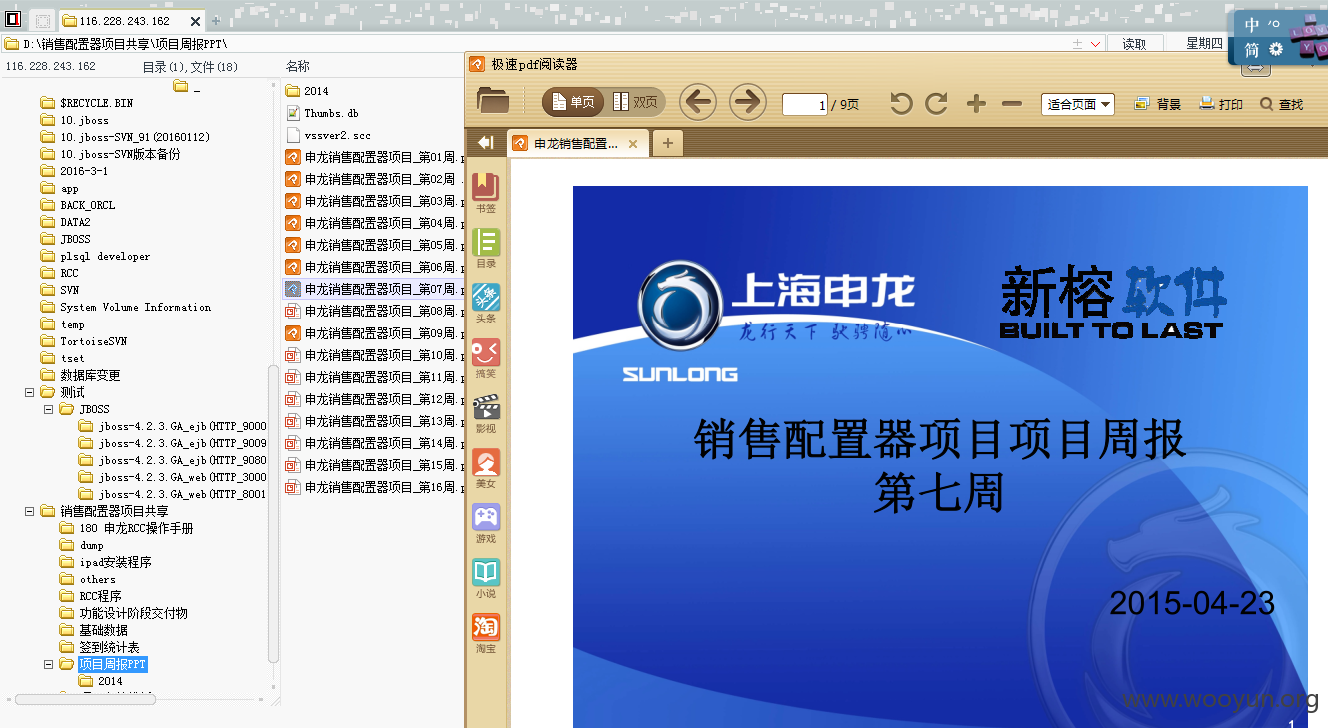 116.228.243.162
D:\销售配置器项目共享\项目周报PPT\
读取
星期四
中
简
116.228.243.162
目录(1),文件(18)
名称
_
$RECYCLE.BIN
10.jboss
10.jboss-SVN_91(20160112)
10.jboss-SVN版本备份
2016-3-1
app
BACK_ORCL
DATA2
JBOSS
plsql developer
RCC
SVN
System Volume Information
temp
TortoiseSVN
tset
数据库变更
测试
JBOSS
jboss-4.2.3.GA_ejb(HTTP_9000
jboss-4.2.3.GA_ejb(HTTP_9009
jboss-4.2.3.GA_ejb(HTTP_9080
jboss-4.2.3.GA_web(HTTP_3000
jboss-4.2.3.GA_web(HTTP_8001
销售配置器项目共享
180 申龙RCC操作手册
dump
ipad安装程序
others
RCC程序
功能设计阶段交付物
基础数据
签到统计表
项目周报PPT
2014
2014
Thumbs.db
vssver2.scc
申龙销售配置器项目_第01周.p
申龙销售配置器项目_第02周 .
申龙销售配置器项目_第03周.p
申龙销售配置器项目_第04周.p
申龙销售配置器项目_第05周.p
申龙销售配置器项目_第06周.p
申龙销售配置器项目_第07周.p
申龙销售配置器项目_第08周.p
申龙销售配置器项目_第09周.p
申龙销售配置器项目_第10周.p
申龙销售配置器项目_第11周.p
申龙销售配置器项目_第12周.p
申龙销售配置器项目_第13周.p
申龙销售配置器项目_第14周.p
申龙销售配置器项目_第15周.p
申龙销售配置器项目_第16周.p
极速pdf阅读器
单页
双页
1 / 9页
适合页面
背景
打印
查找
申龙销售配置...
书签
目录
头条
头条
搞笑
影视
美女
游戏
小说
淘
淘宝
上海申龙
龙行天下 驭骋随心
SUNLONG
新榕软件
BUILT TO LAST
销售配置器项目项目周报
第七周
2015-04-23
www.wooyun.org
1